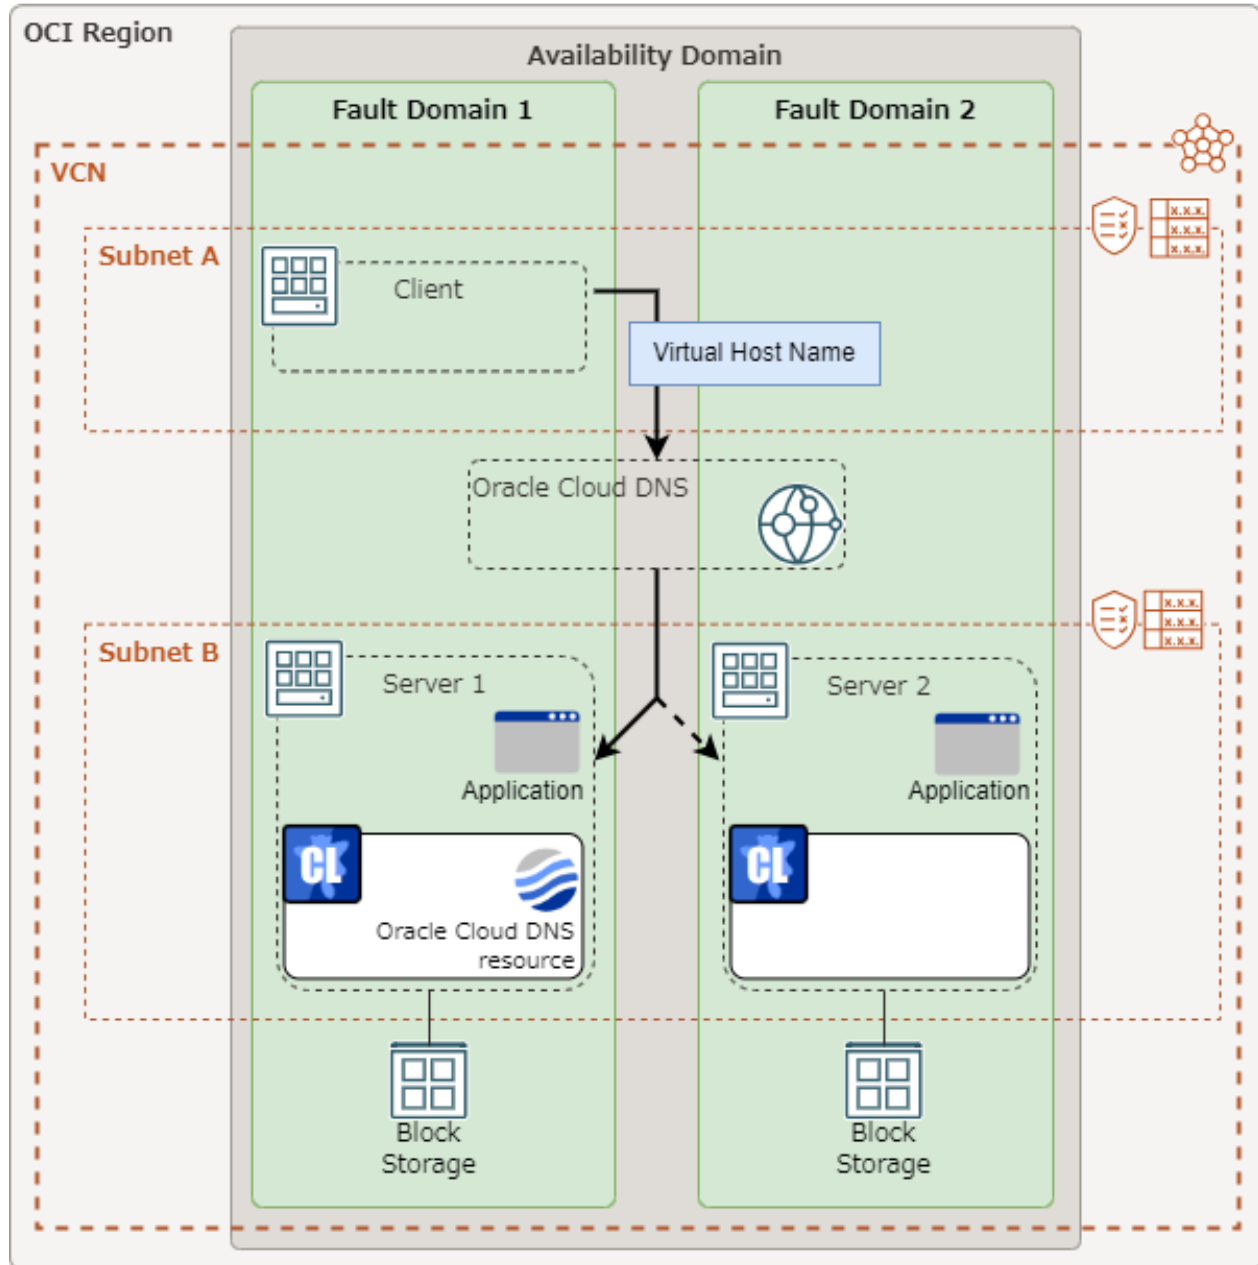 OCI Region
Availability Domain
Fault Domain 1
Fault Domain 2
VCN
x.x.x.
x.x.x.
x.x.x.
Subnet A
Client
Virtual Host Name
Oracle Cloud DNS
x.x.x.
x.x.x.
x.x.x.
Subnet B
Server 1
Server 2
Application
Application
CL
CL
Oracle Cloud DNS
resource
Block
Storage
Block
Storage